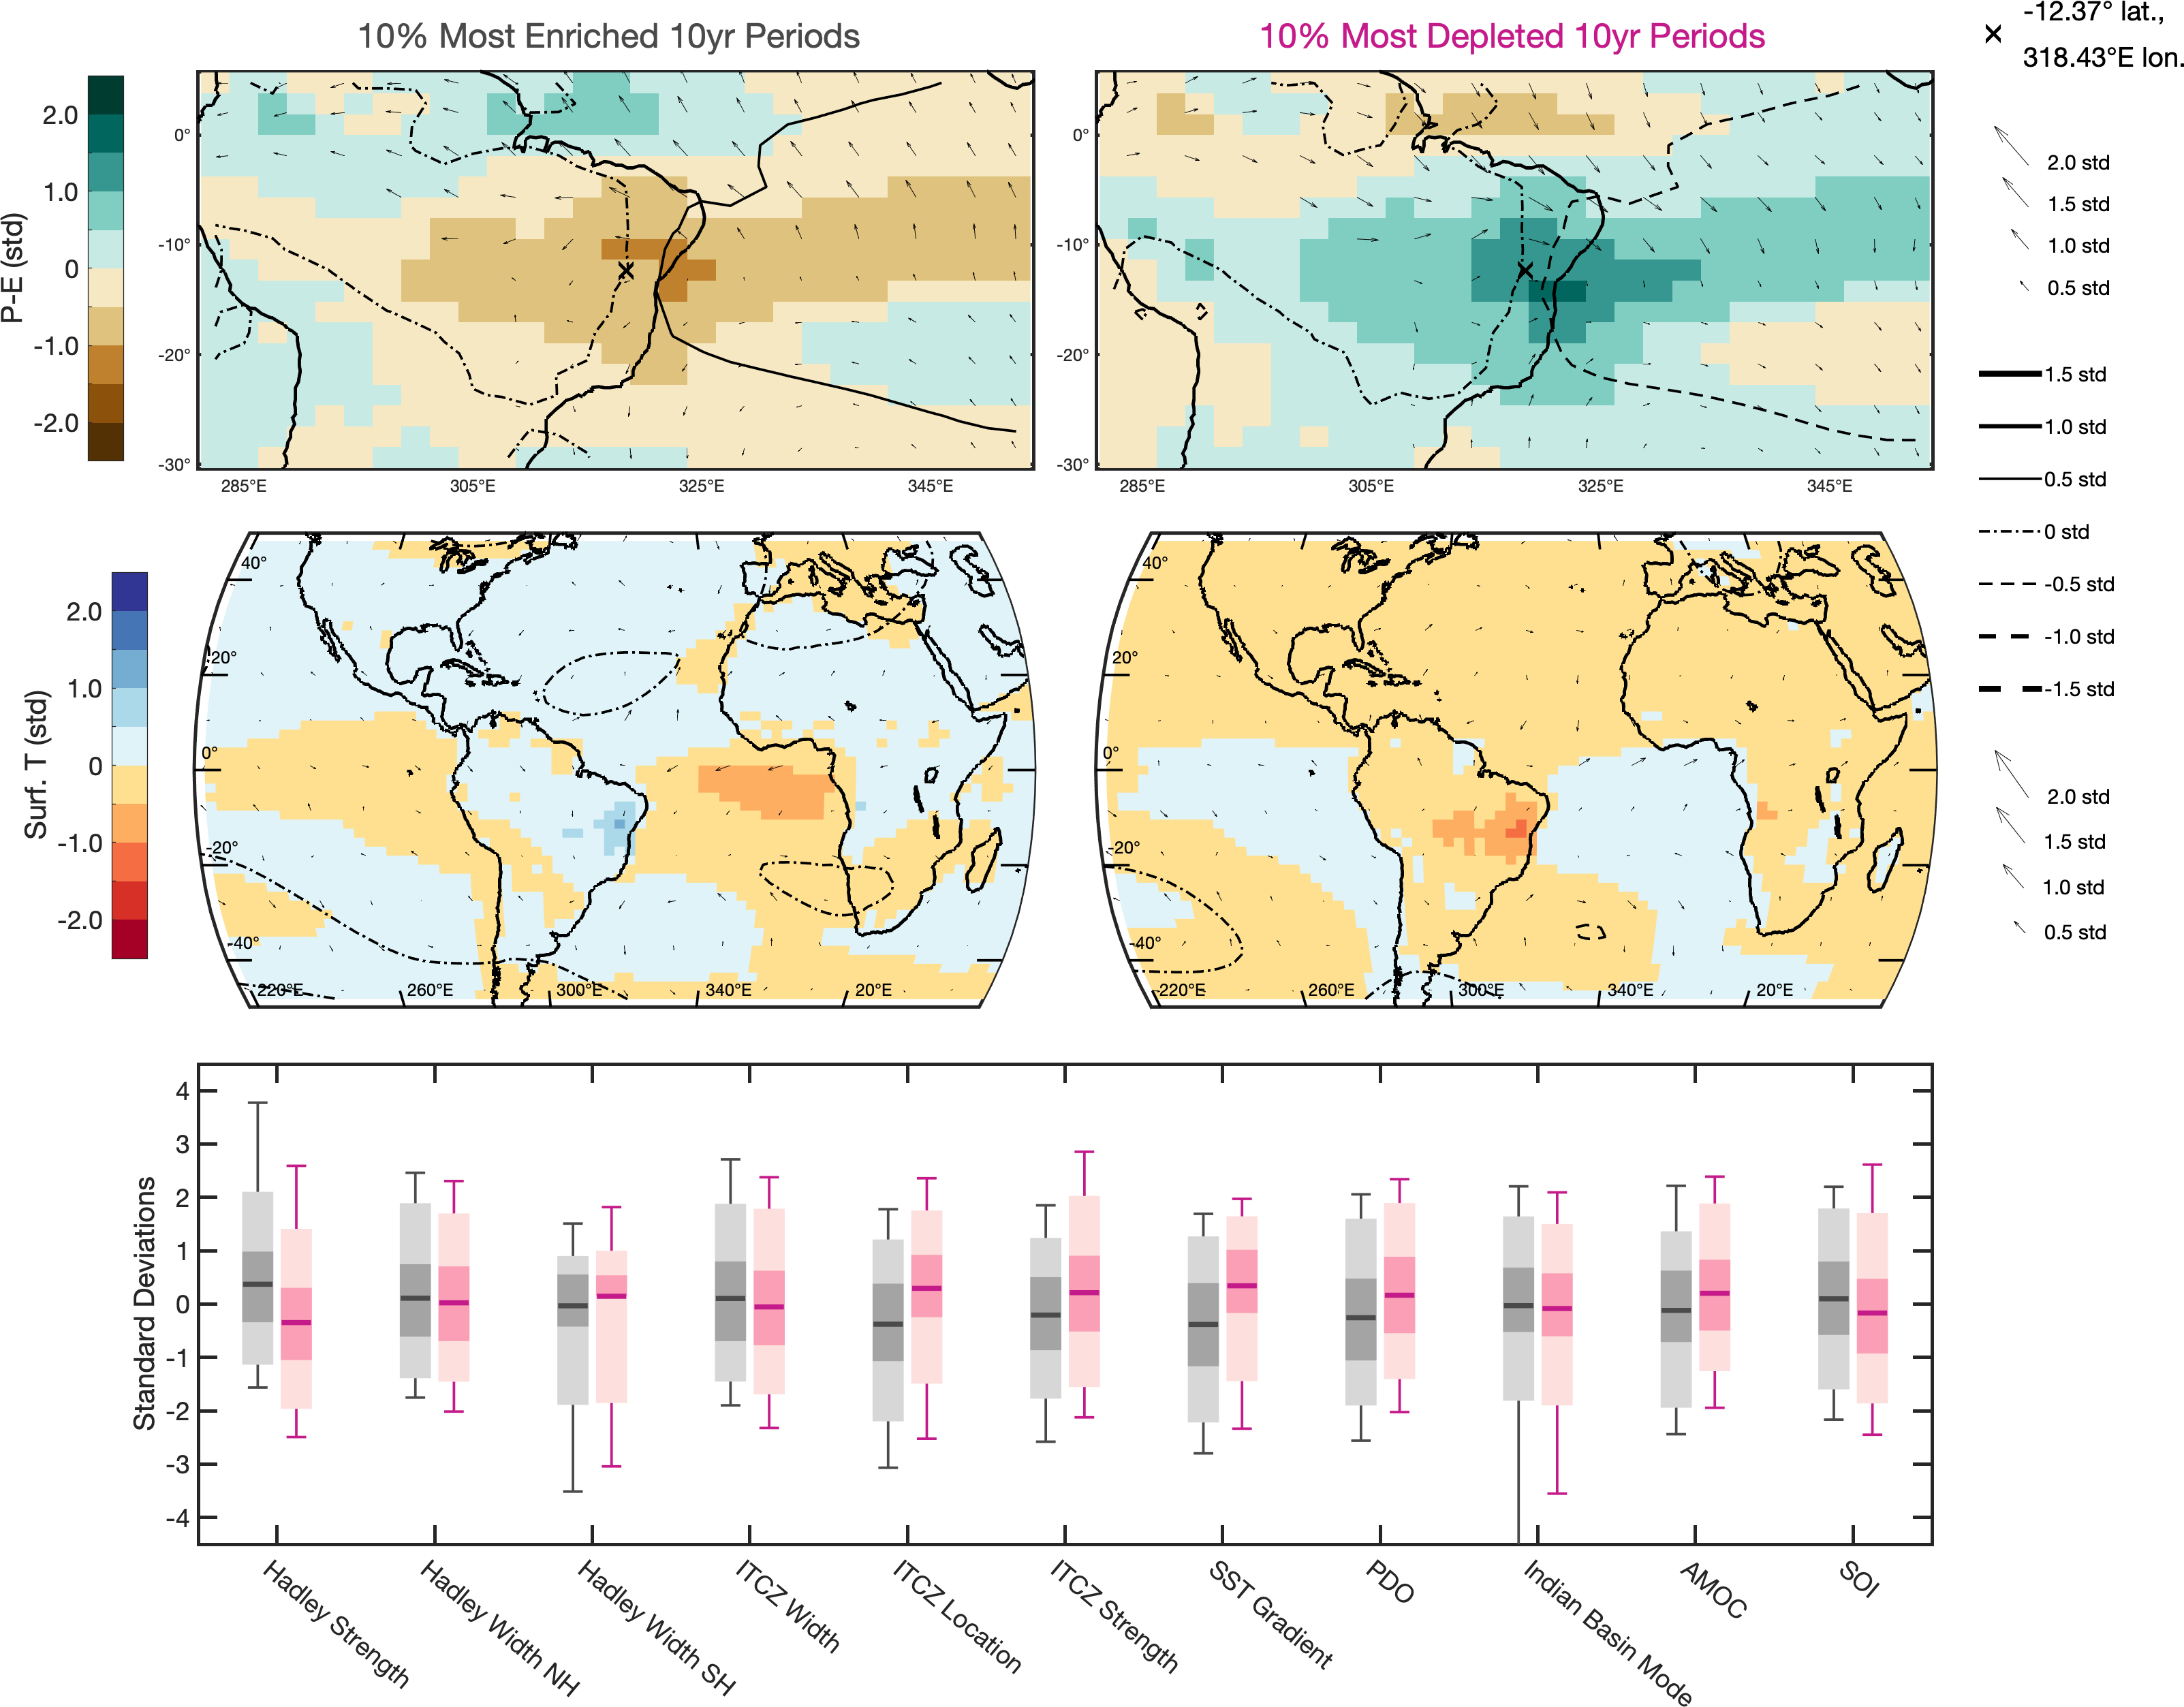 10% Most Enriched 10yr Periods
10% Most Depleted 10yr Periods
-12.37° lat.,
318.43°E lon.
P-E (std)
2.0
1.0
0
-1.0
-2.0
0°
-10°
-20°
-30°
285°E
305°E
325°E
345°E
0°
-10°
-20°
-30°
285°E
305°E
325°E
345°E
2.0 std
1.5 std
1.0 std
0.5 std
1.5 std
1.0 std
0.5 std
0 std
-0.5 std
-1.0 std
-1.5 std
Surf. T (std)
2.0
1.0
0
-1.0
-2.0
40°
20°
0°
-20°
-40°
220°E
260°E
300°E
340°E
20°E
40°
20°
0°
-20°
-40°
220°E
260°E
300°E
340°E
20°E
2.0 std
1.5 std
1.0 std
0.5 std
Standard Deviations
4
3
2
1
0
-1
-2
-3
-4
Hadley Strength
Hadley Width NH
Hadley Width SH
ITCZ Width
ITCZ Location
ITCZ Strength
SST Gradient
PDO
Indian Basin Mode
AMOC
SOI